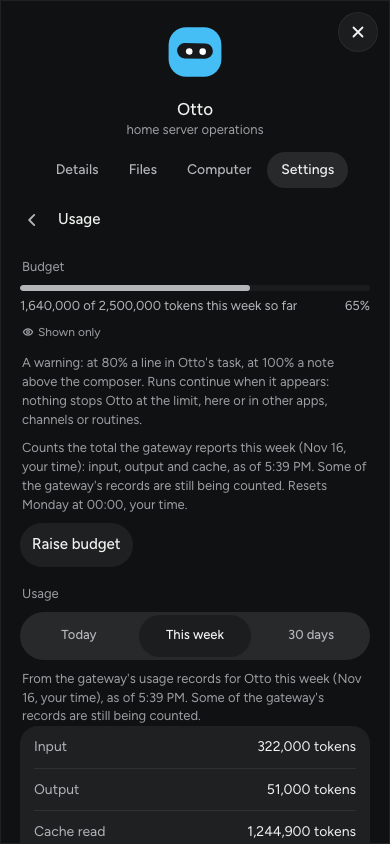 Otto
home server operations
Details Files Computer Settings
Usage
Budget
1,640,000 of 2,500,000 tokens this week so far 65%
Shown only
A warning: at 80% a line in Otto's task, at 100% a note
above the composer. Runs continue when it appears:
nothing stops Otto at the limit, here or in other apps,
channels or routines.
Counts the total the gateway reports this week (Nov 16,
your time): input, output and cache, as of 5:39 PM. Some of
the gateway's records are still being counted. Resets
Monday at 00:00, your time.
Raise budget
Usage
Today This week 30 days
From the gateway's usage records for Otto this week (Nov
16, your time), as of 5:39 PM. Some of the gateway's
records are still being counted.
Input 322,000 tokens
Output 51,000 tokens
Cache read 1,244,900 tokens